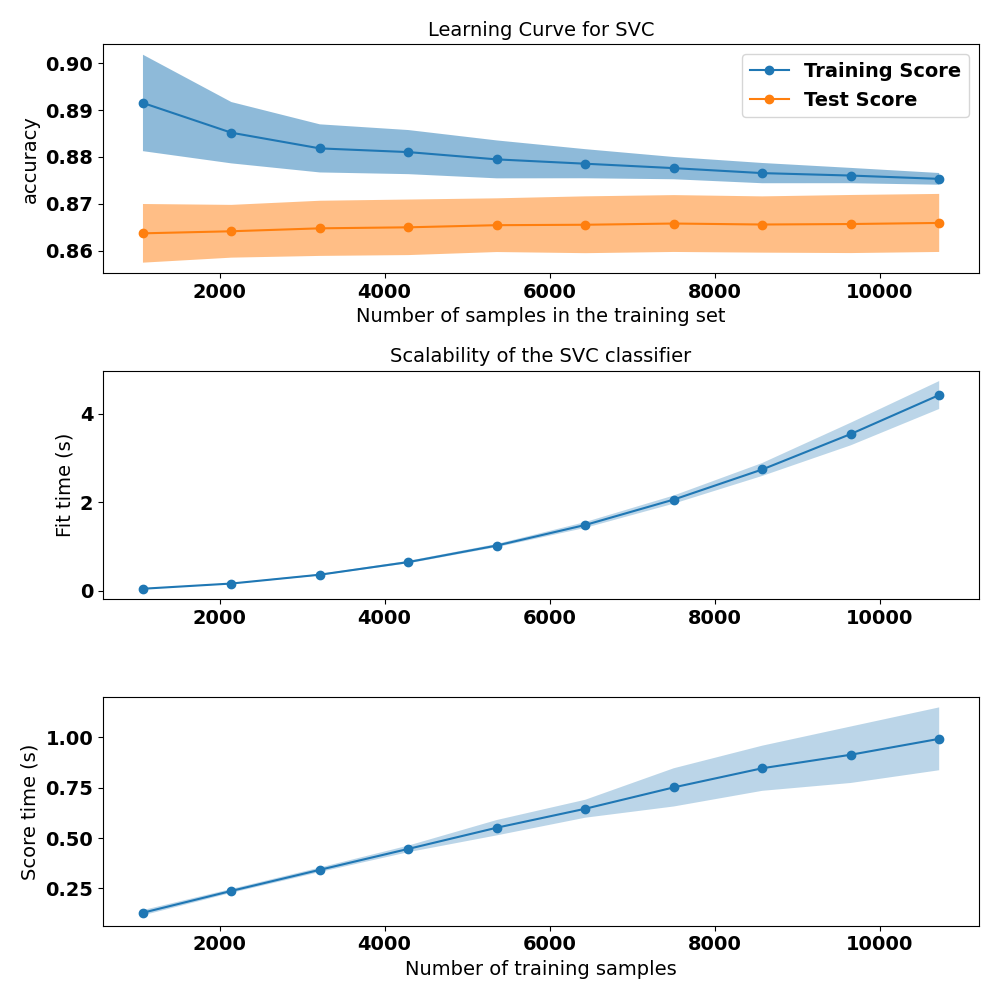 Learning Curve for SVC
0.90
0.89
0.88
0.87
0.86
accuracy
Training Score
Test Score
2000 4000 6000 8000 10000
Number of samples in the training set
Scalability of the SVC classifier
4
2
0
Fit time (s)
2000 4000 6000 8000 10000
1.00
0.75
0.50
0.25
Score time (s)
2000 4000 6000 8000 10000
Number of training samples